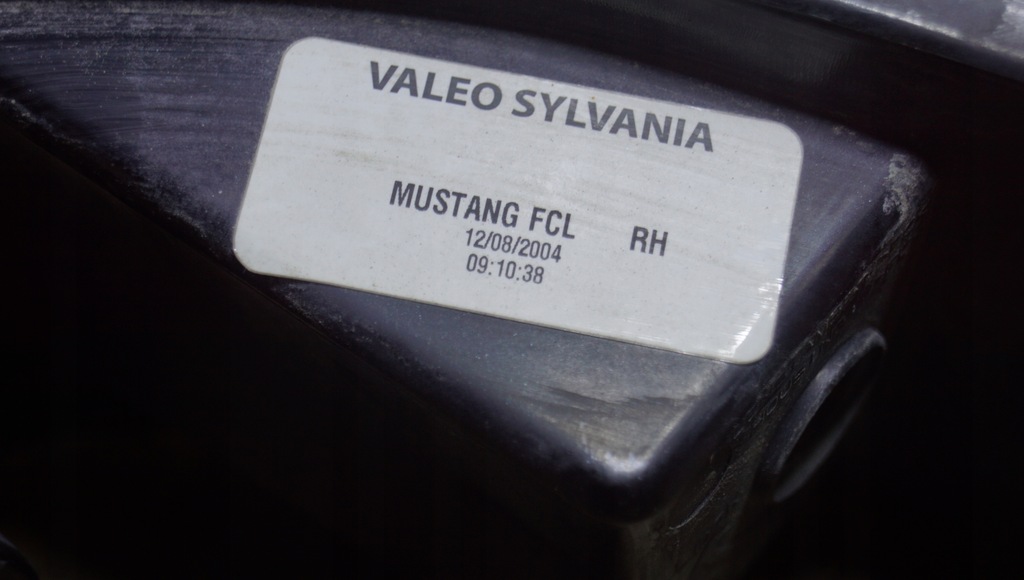 VALEO SYLVANIA
MUSTANG FCL RH
12/08/2004
09:10:38